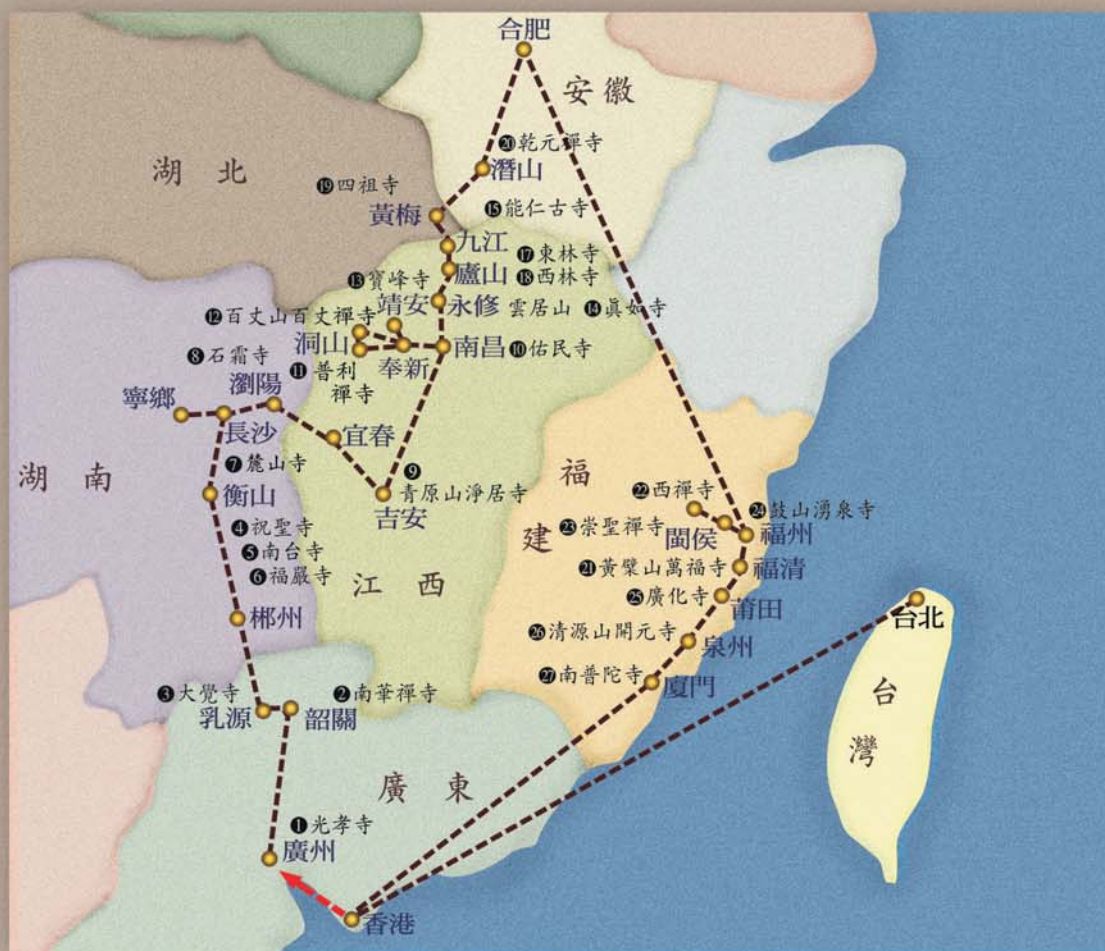 合肥
安徽
⑳乾元禪寺
潛山
湖北
⑲四祖寺
黃梅
⑮能仁古寺
九江
⑰東林寺
廬山
⑱西林寺
⑬寶峰寺
靖安
永修
雲居山
⑭眞如寺
⑫百丈山百丈禪寺
洞山
奉新
南昌
⑩佑民寺
⑧石霜寺
⑪普利
禪寺
瀏陽
寧鄉
長沙
宜春
湖南
⑦麓山寺
衡山
⑨
青原山淨居寺
吉安
④祝聖寺
⑤南台寺
⑥福嚴寺
江西
郴州
福建
㉒西禪寺
㉔鼓山湧泉寺
㉓崇聖禪寺
閩侯
福州
㉑黃檗山萬福寺
福清
㉕廣化寺
莆田
㉖清源山開元寺
泉州
㉗南普陀寺
廈門
台北
台灣
③大覺寺
乳源
②南華禪寺
韶關
廣東
①光孝寺
廣州
香港